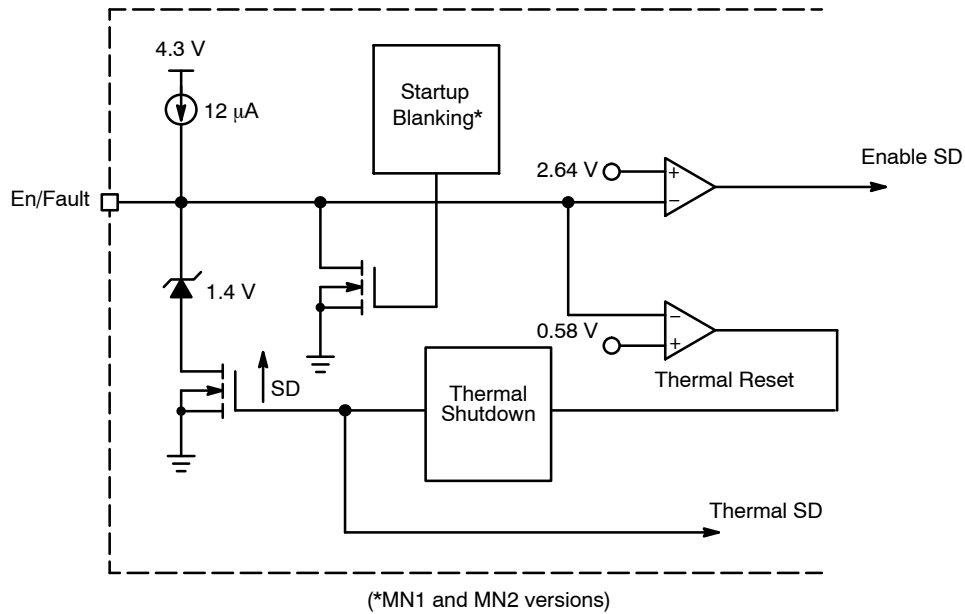 4.3 V
12 μA
Startup
Blanking*
2.64 V
+
−
Enable SD
En/Fault
1.4 V
0.58 V
−
+
Thermal Reset
SD
Thermal
Shutdown
Thermal SD
(*MN1 and MN2 versions)